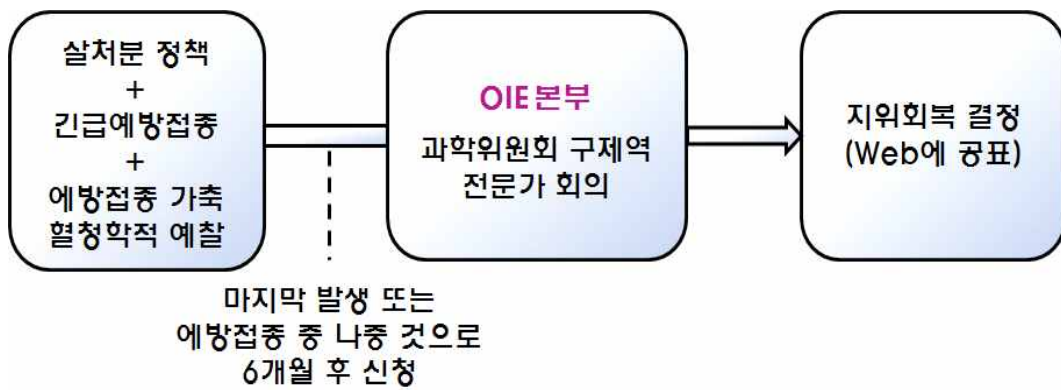 살처분 정책
+
긴급예방접종
+
에방접종 가축
혈청학적 예찰
OIE본부
과학위원회 구제역
전문가 회의
지위회복 결정
(Web에 공표)
마지막 발생 또는
에방접종 중 나중 것으로
6개월 후 신청